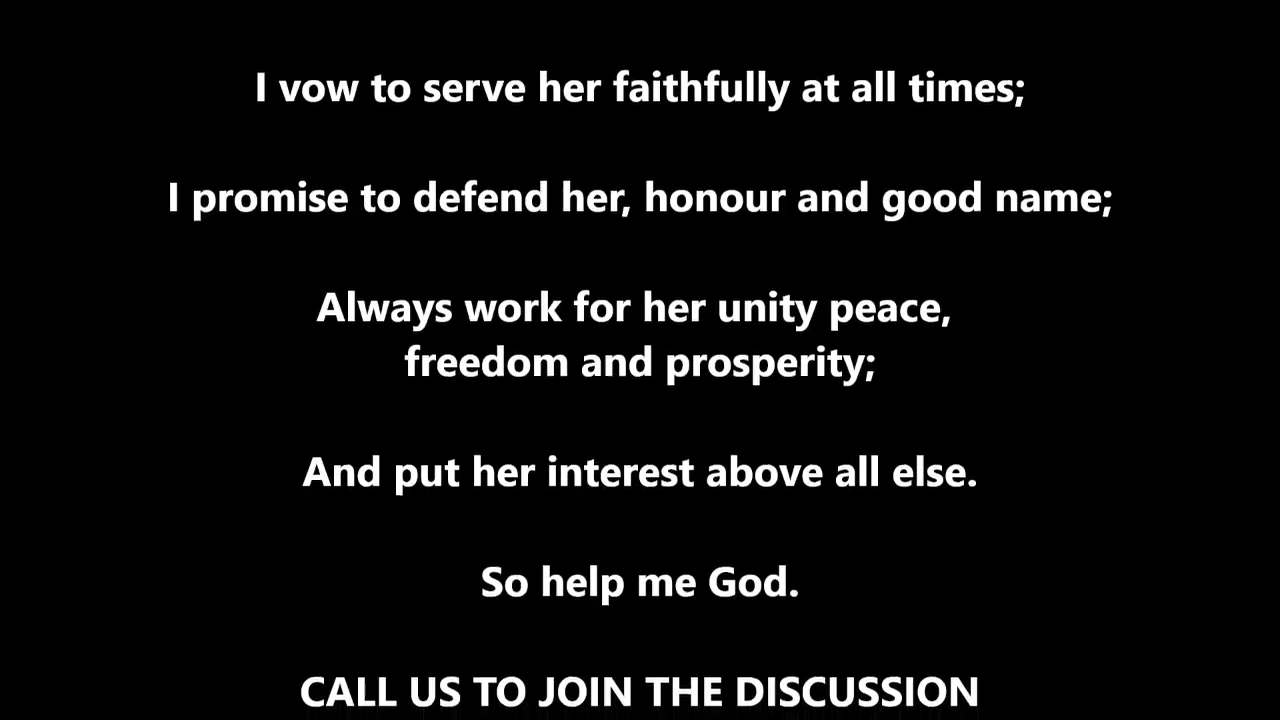 I vow to serve her faithfully at all times;
I promise to defend her, honour and good name;
Always work for her unity peace,
freedom and prosperity;
And put her interest above all else.
So help me God.
CALL US TO JOIN THE DISCUSSION